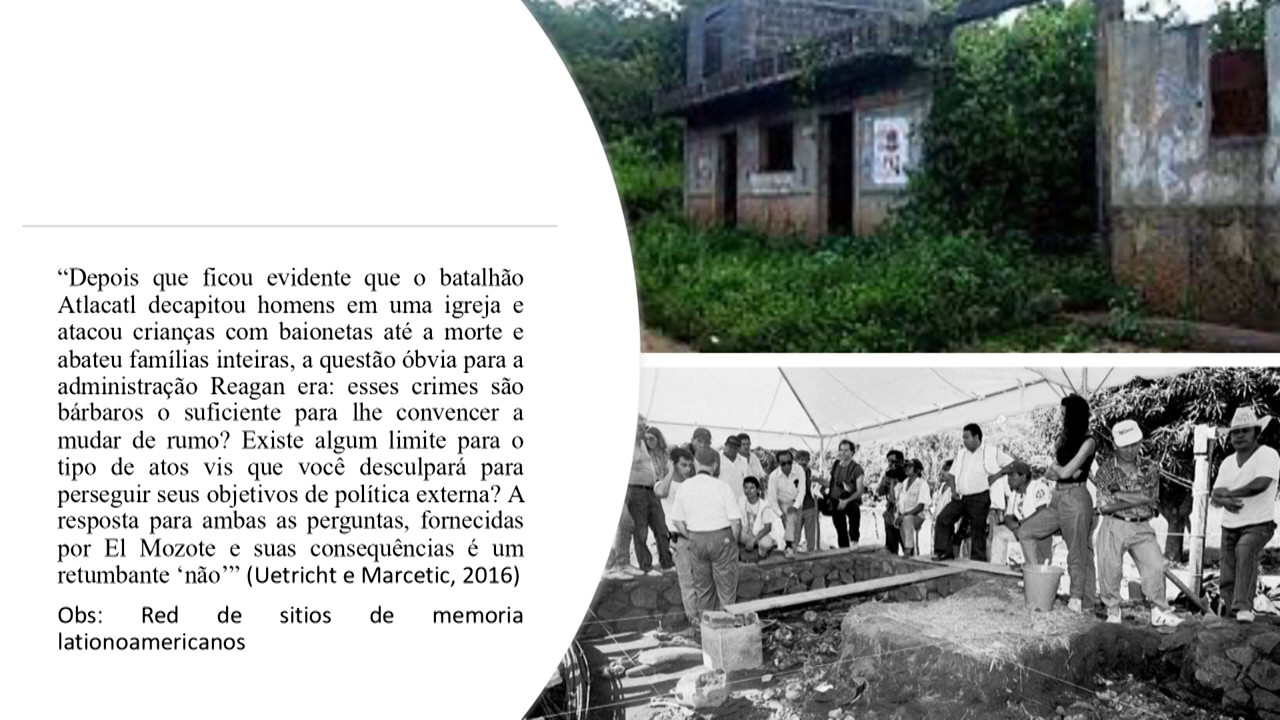 “Depois que ficou evidente que o batalhão
Atlacatl decapitou homens em uma igreja e
atacou crianças com baionetas até a morte e
abateu famílias inteiras, a questão óbvia para a
administração Reagan era: esses crimes são
bárbaros o suficiente para lhe convencer a
mudar de rumo? Existe algum limite para o
tipo de atos vis que você desculpará para
perseguir seus objetivos de política externa? A
resposta para ambas as perguntas, fornecidas
por El Mozote e suas consequências é um
retumbante ‘não’” (Uetricht e Marcetic, 2016)
Obs: Red de sitios de memoria
lationoamericanos